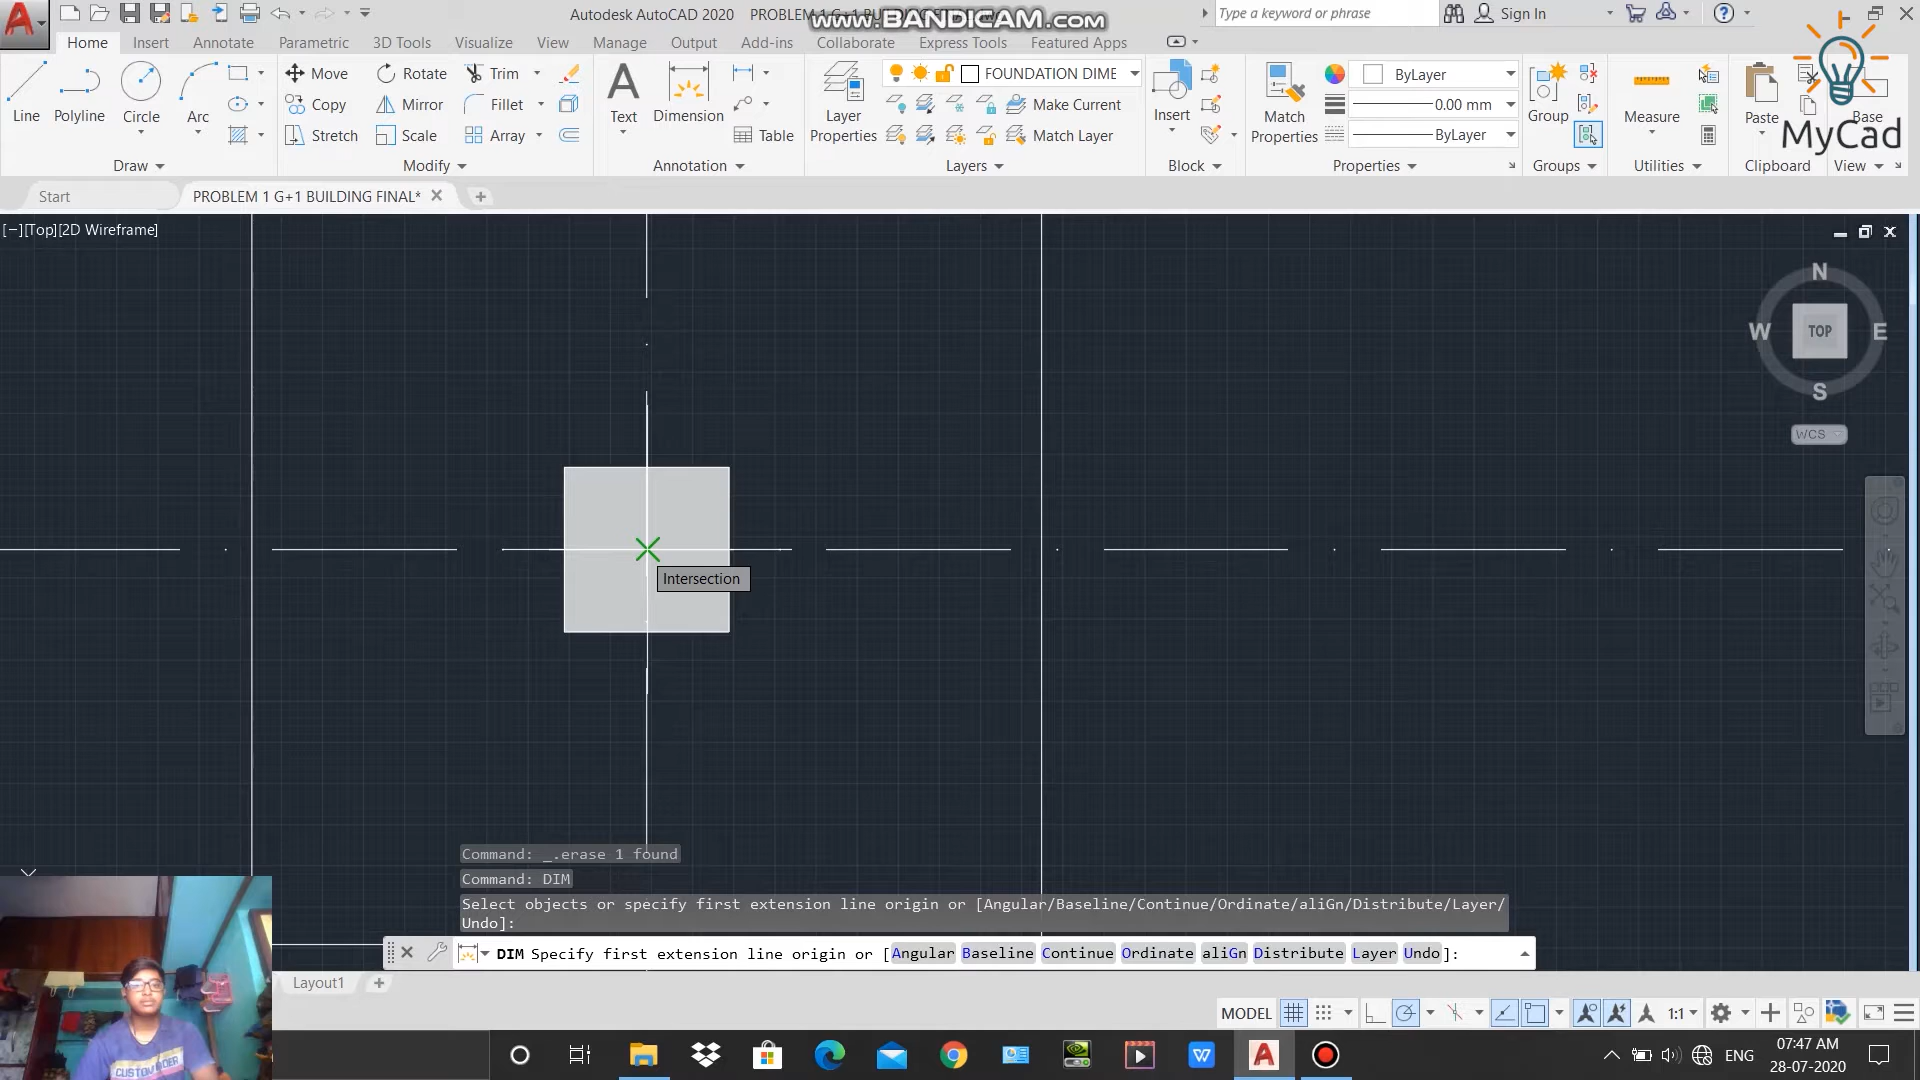 Autodesk AutoCAD 2020 PROBLEM 1 G+1 BU
WWW.BANDICAM.COM
Type a keyword or phrase
Sign In
Home Insert Annotate Parametric 3D Tools Visualize View Manage Output Add-ins Collaborate Express Tools Featured Apps
Line Polyline Circle Arc
Move Rotate Trim
Copy Mirror Fillet
Stretch Scale Array
Text Dimension Table
Layer Properties
FOUNDATION DIME
Make Current
Match Layer
Insert
Match Properties
ByLayer
0.00 mm
ByLayer
Group
Measure
Paste
Base
MyCad
Draw Modify Annotation Layers Block Properties Groups Utilities Clipboard View
Start PROBLEM 1 G+1 BUILDING FINAL*
[−][Top][2D Wireframe]
N
W TOP E
S
WCS
Intersection
Command: _.erase 1 found
Command: DIM
Select objects or specify first extension line origin or [Angular/Baseline/Continue/Ordinate/aliGn/Distribute/Layer/
Undo]:
DIM Specify first extension line origin or [Angular Baseline Continue Ordinate aliGn Distribute Layer Undo]:
Layout1
MODEL 1:1
ENG
07:47 AM
28-07-2020